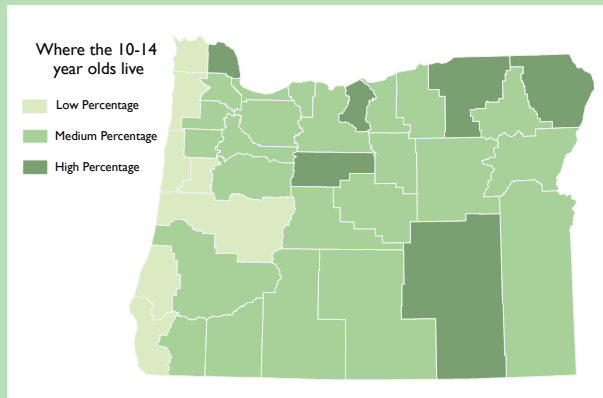 Where the 10-14
year olds live
Low Percentage
Medium Percentage
High Percentage